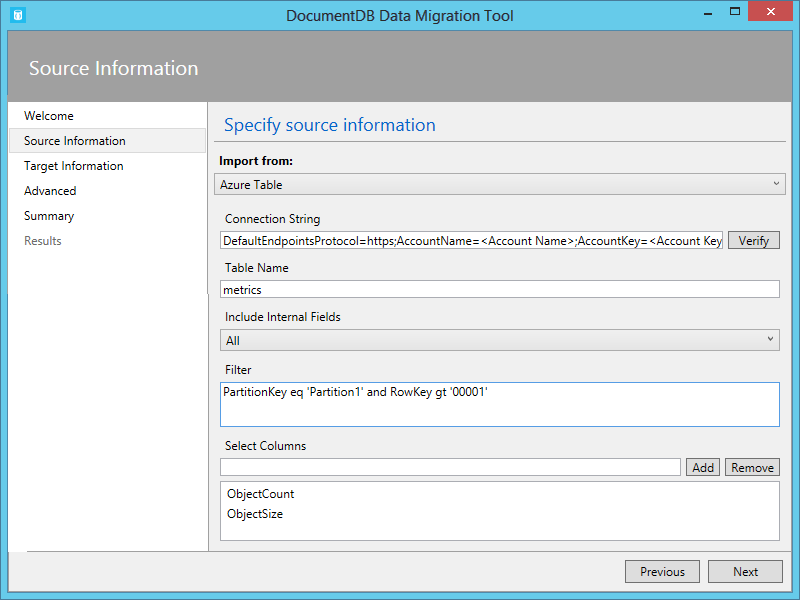 DocumentDB Data Migration Tool
Source Information
Welcome
Source Information
Target Information
Advanced
Summary
Results
Specify source information
Import from:
Azure Table
Connection String
DefaultEndpointsProtocol=https;AccountName=<Account Name>;AccountKey=<Account Key
Verify
Table Name
metrics
Include Internal Fields
All
Filter
PartitionKey eq 'Partition1' and RowKey gt '00001'
Select Columns
Add Remove
ObjectCount
ObjectSize
Previous Next